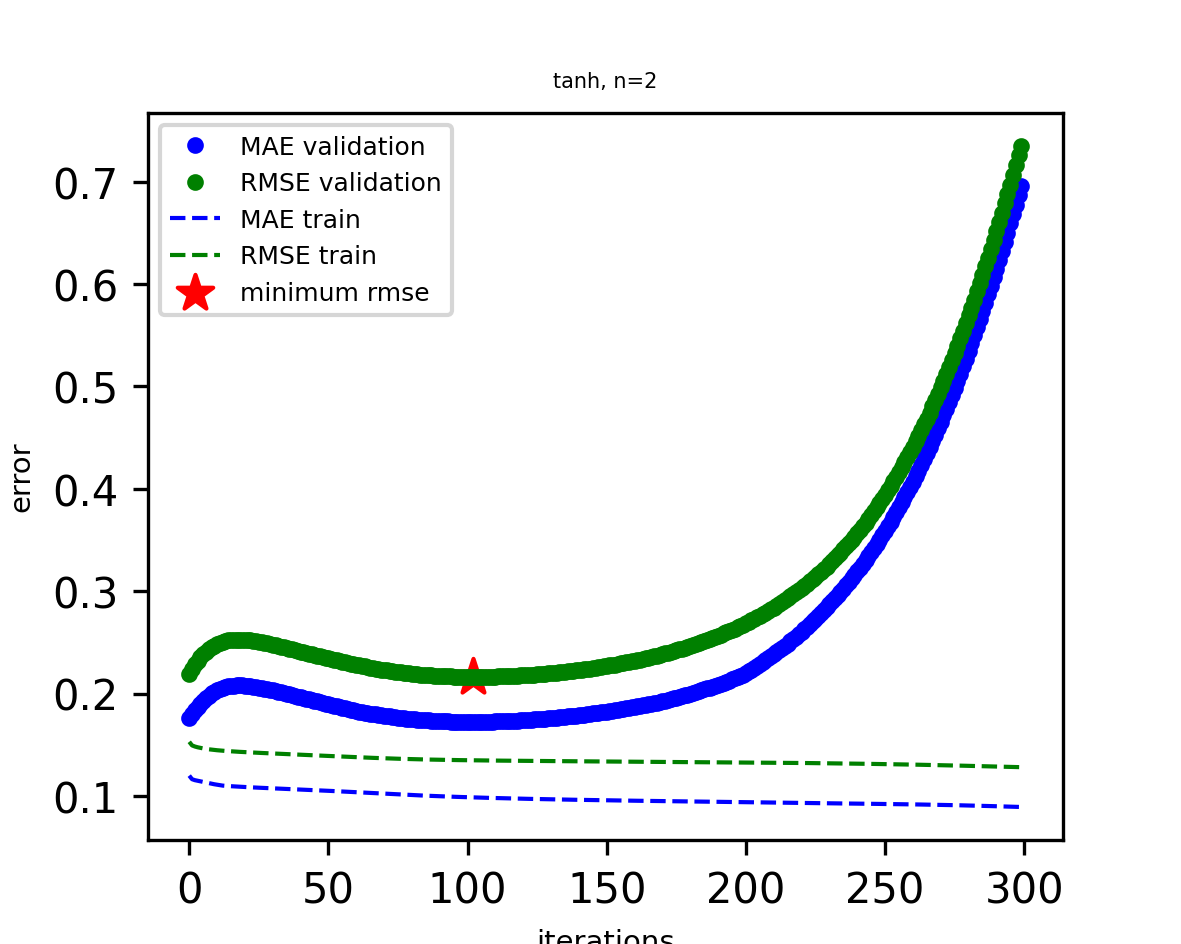 tanh, n=2
MAE validation
RMSE validation
MAE train
RMSE train
minimum rmse
error
0.7
0.6
0.5
0.4
0.3
0.2
0.1
0 50 100 150 200 250 300
iterations